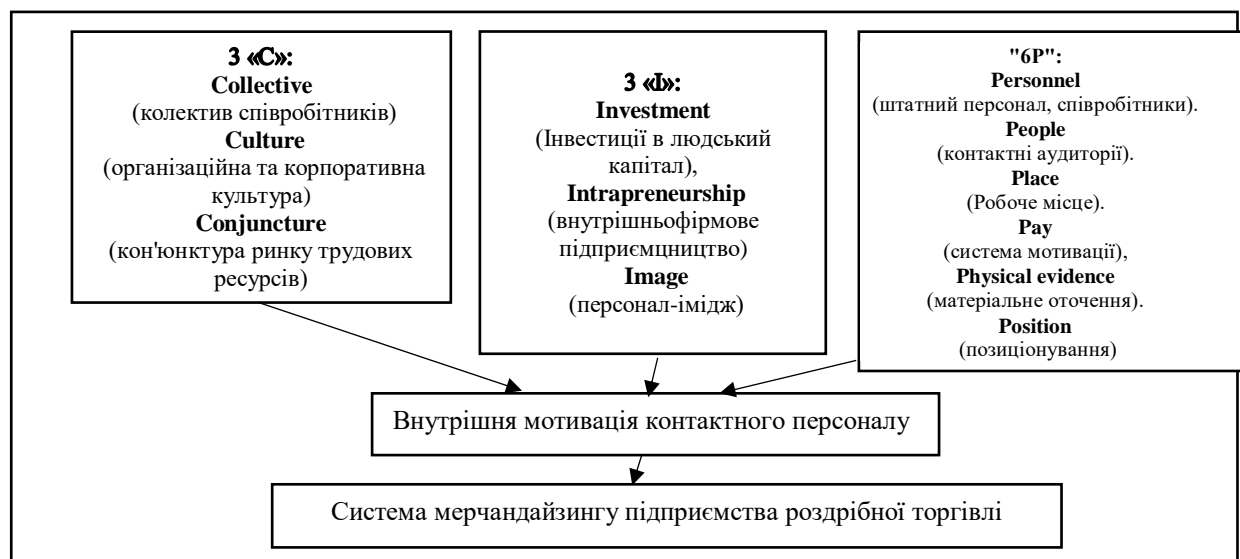 3 «С»:
Collective
(колектив співробітників)
Culture
(організаційна та корпоративна
культура)
Conjuncture
(кон'юнктура ринку трудових
ресурсів)
3 «І»:
Investment
(Інвестиції в людський
капітал),
Intrapreneurship
(внутрішньофірмове
підприємцництво)
Image
(персонал-імідж)
"6P":
Personnel
(штатний персонал, співробітники).
People
(контактні аудиторії).
Place
(Робоче місце).
Pay
(система мотивації),
Physical evidence
(матеріальне оточення).
Position
(позиціонування)
Внутрішня мотивація контактного персоналу
Система мерчандайзингу підприємства роздрібної торгівлі